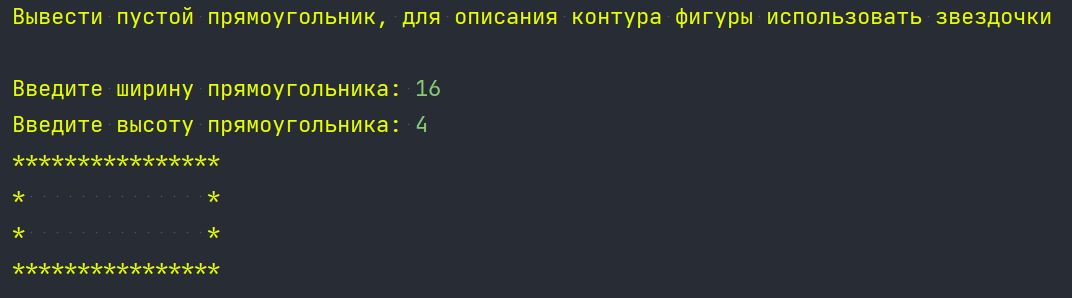 Вывести пустой прямоугольник, для описания контура фигуры использовать звездочки
Введите ширину прямоугольника: 16
Введите высоту прямоугольника: 4
****************
*              *
*              *
****************